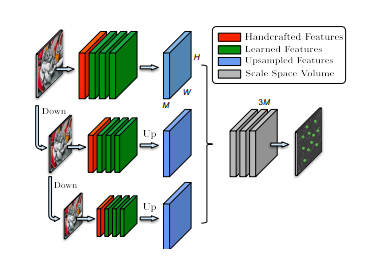 Handcrafted Features
Learned Features
Upsampled Features
Scale Space Volume
H
W
M
Down
Up
3M
Down
Up